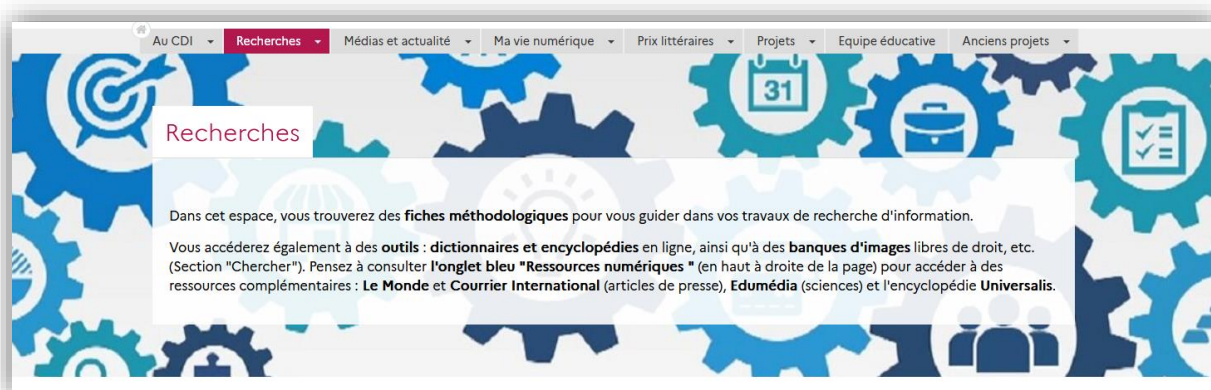 Au CDI Recherches Médias et actualité Ma vie numérique Prix littéraires Projets Equipe éducative Anciens projets
31
Recherches
Dans cet espace, vous trouverez des fiches méthodologiques pour vous guider dans vos travaux de recherche d'information.
Vous accéderez également à des outils : dictionnaires et encyclopédies en ligne, ainsi qu'à des banques d'images libres de droit, etc.
(Section "Chercher"). Pensez à consulter l'onglet bleu "Ressources numériques " (en haut à droite de la page) pour accéder à des
ressources complémentaires : Le Monde et Courrier International (articles de presse), Edumédia (sciences) et l'encyclopédie Universalis.